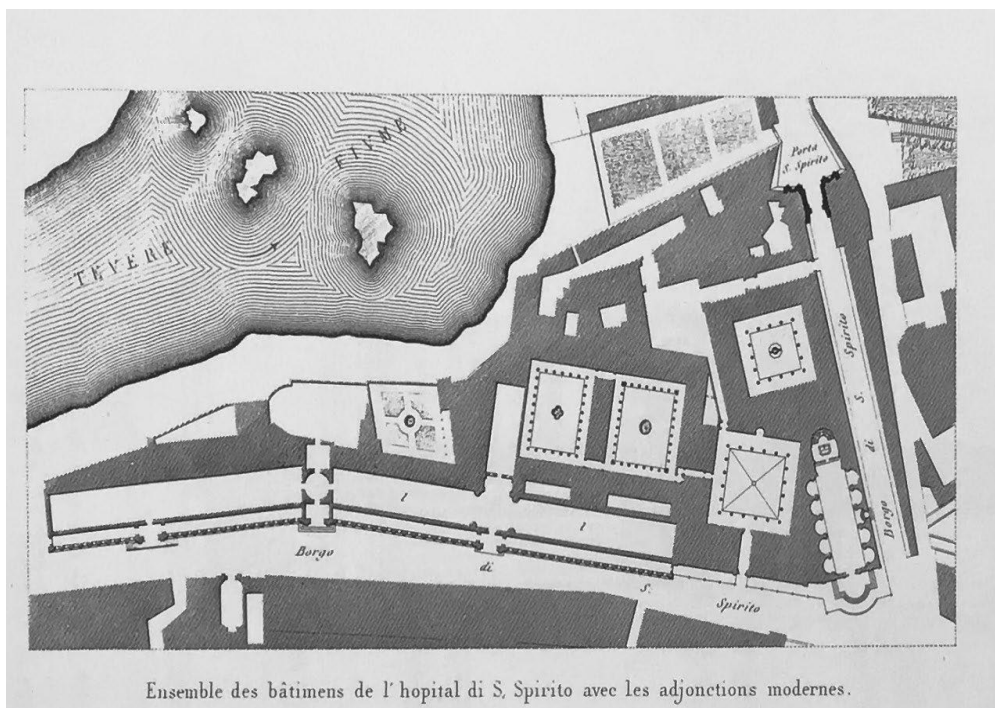 TEVERE
FIUME
Porta
S. Spirito
Borgo
di
S.
Spirito
Borgo
di
S.
Spirito
l
l
Ensemble des bâtimens de l' hopital di S, Spirito avec les adjonctions modernes.